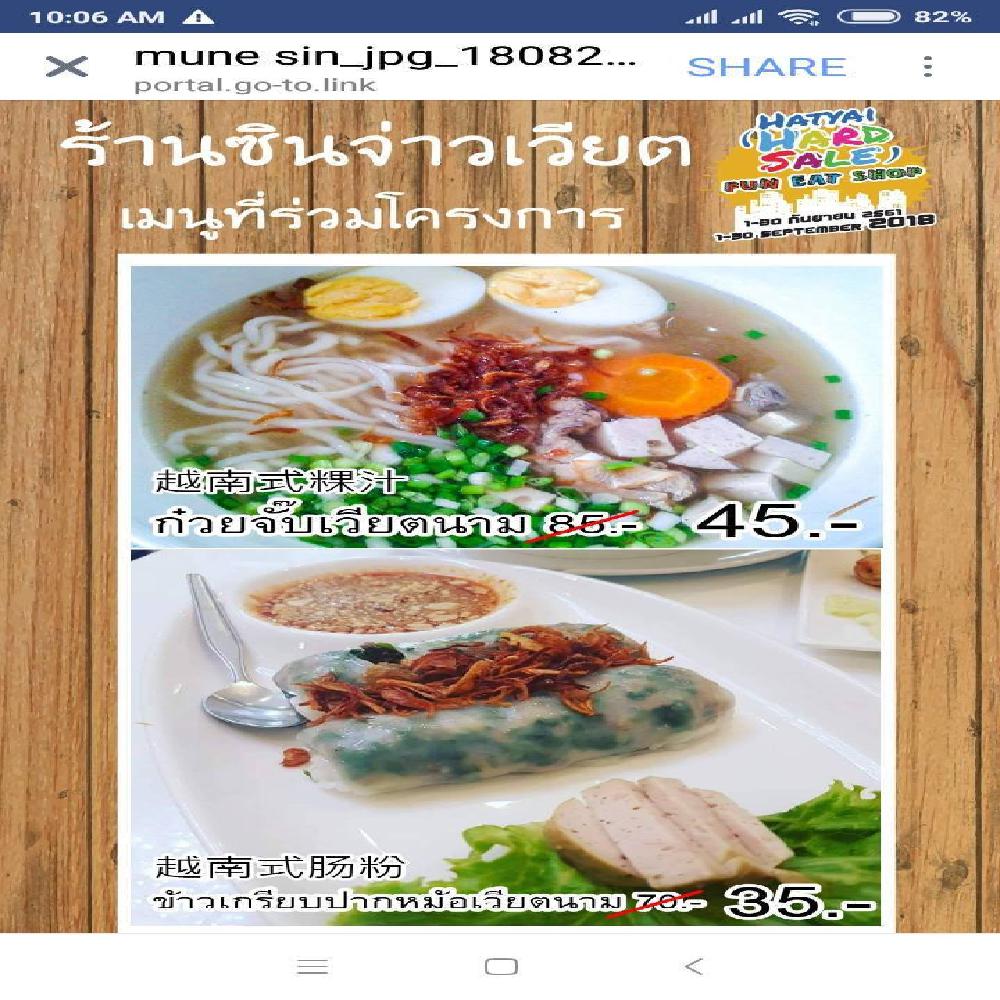 10:06 AM
82%
mune sin_jpg_18082...
SHARE
portal.go-to.link
ร้านซินจ่าวเวียต
เมนูที่ร่วมโครงการ
HATYAI
HARD
SALE
FUN EAT SHOP
1-30 กันยายน 2561
1-30 SEPTEMBER 2018
越南式粿汁
ก๋วยจั๊บเวียตนาม 85.- 45.-
越南式肠粉
ข้าวเกรียบปากหม้อเวียตนาม 70.- 35.-